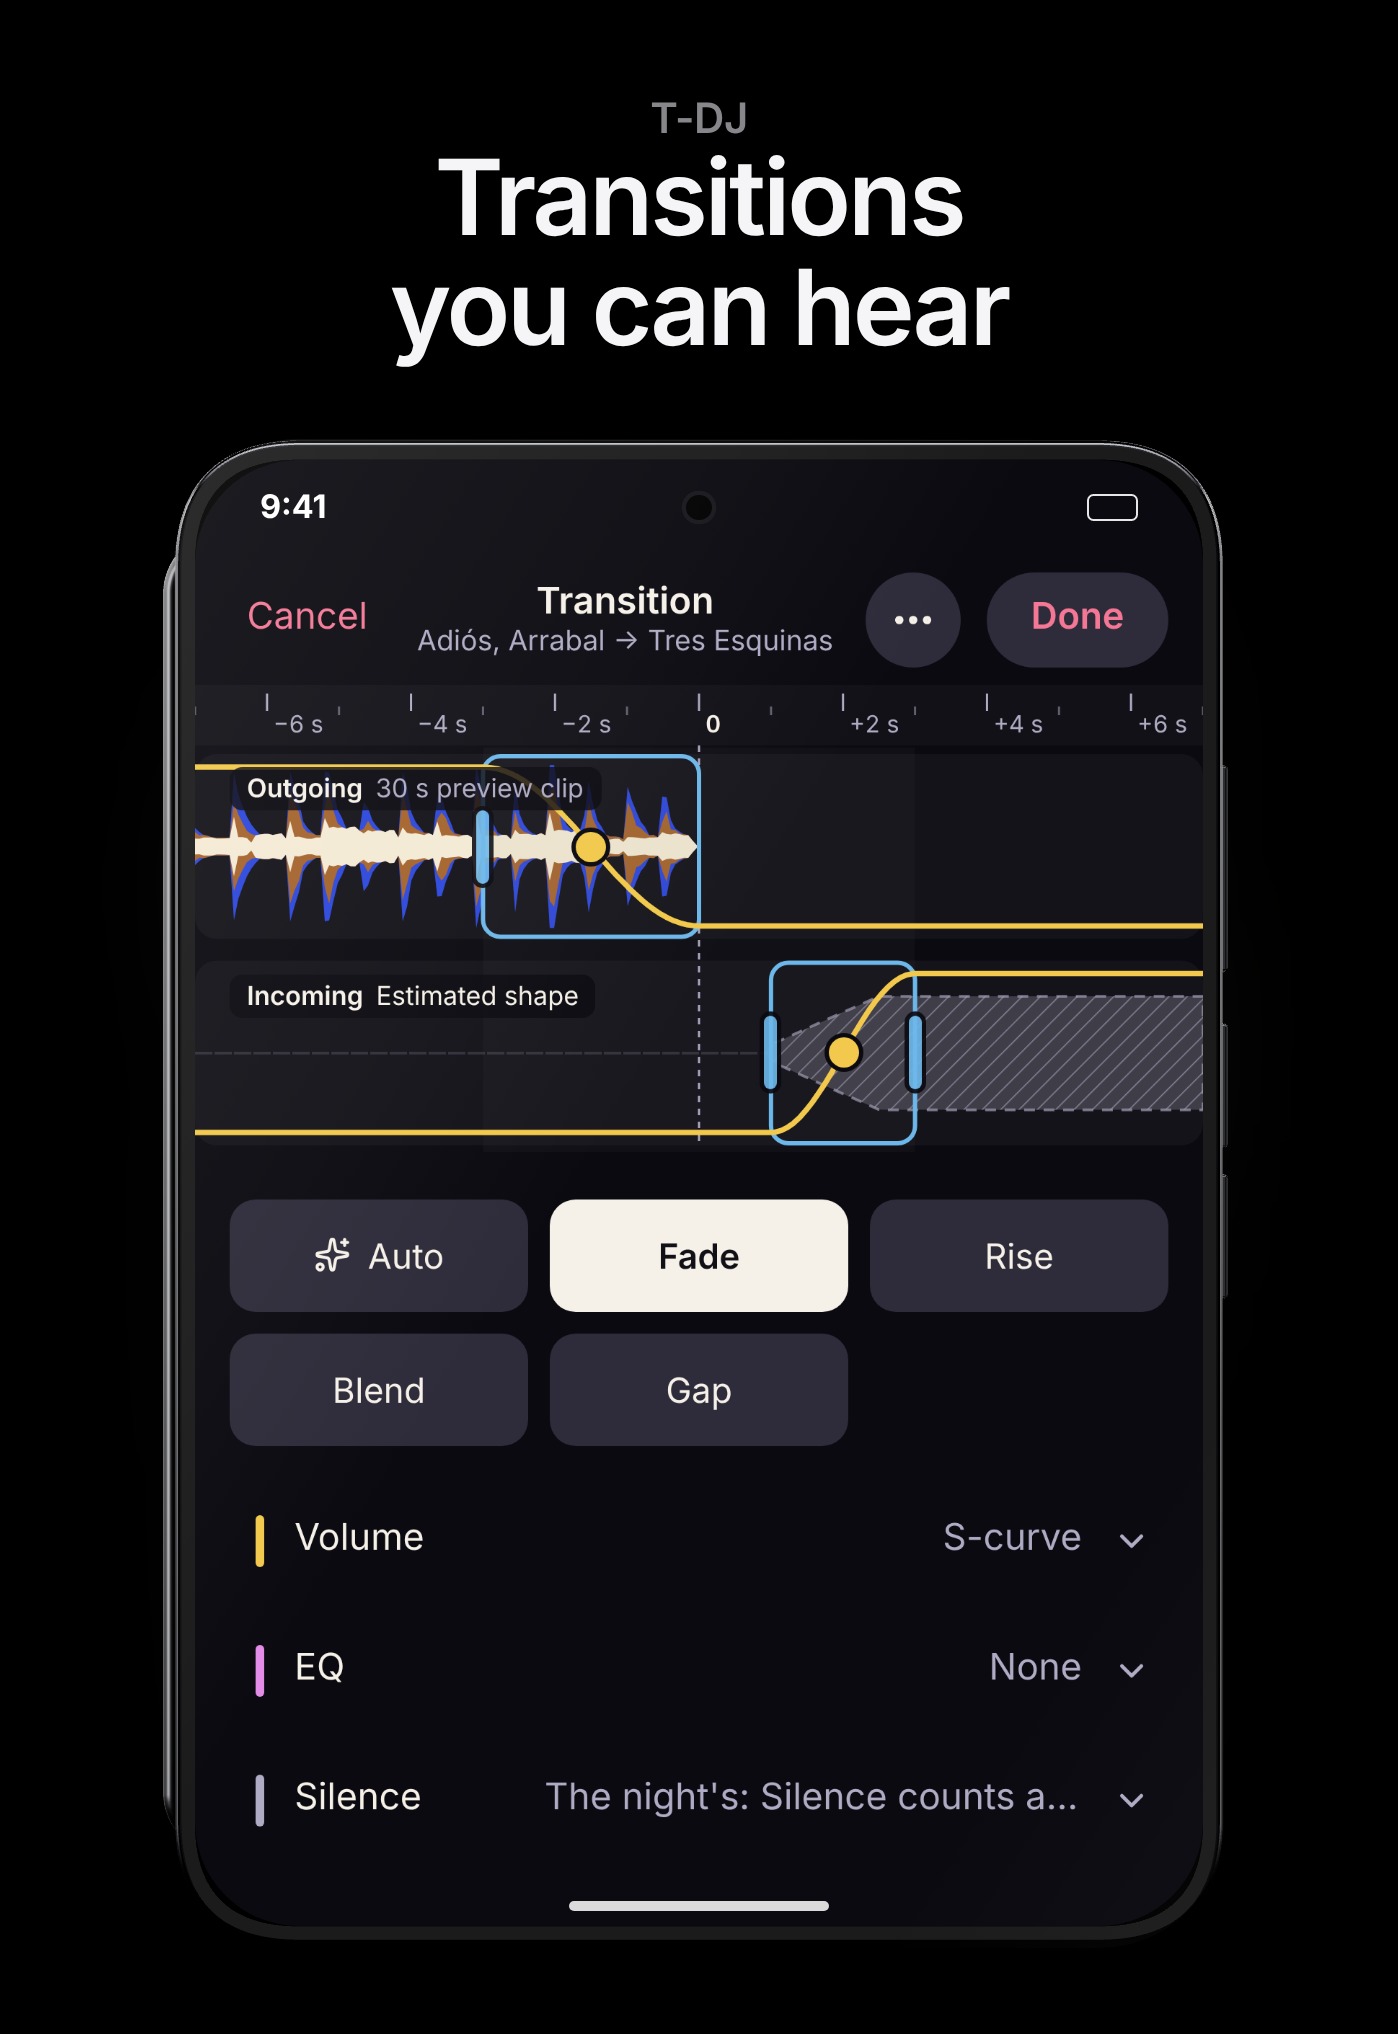 T-DJ
Transitions
you can hear
9:41
Cancel
Transition
Adiós, Arrabal → Tres Esquinas
Done
−6 s
−4 s
−2 s
0
+2 s
+4 s
+6 s
Outgoing 30 s preview clip
Incoming Estimated shape
Auto
Fade
Rise
Blend
Gap
Volume
S-curve
EQ
None
Silence
The night's: Silence counts a...